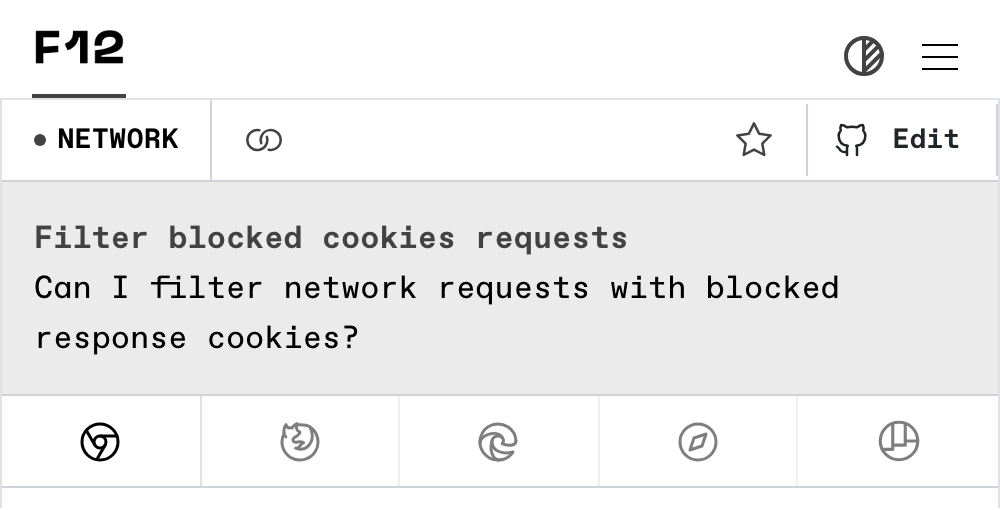 F12
NETWORK
Edit
Filter blocked cookies requests
Can I filter network requests with blocked
response cookies?